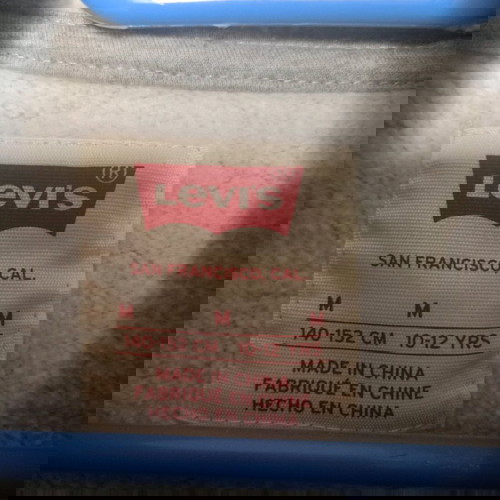 Levi's®
SAN FRANCISCO, CAL.
M M M
140-152 CM 10-12 YRS
MADE IN CHINA
FABRIQUÉ EN CHINE
HECHO EN CHINA